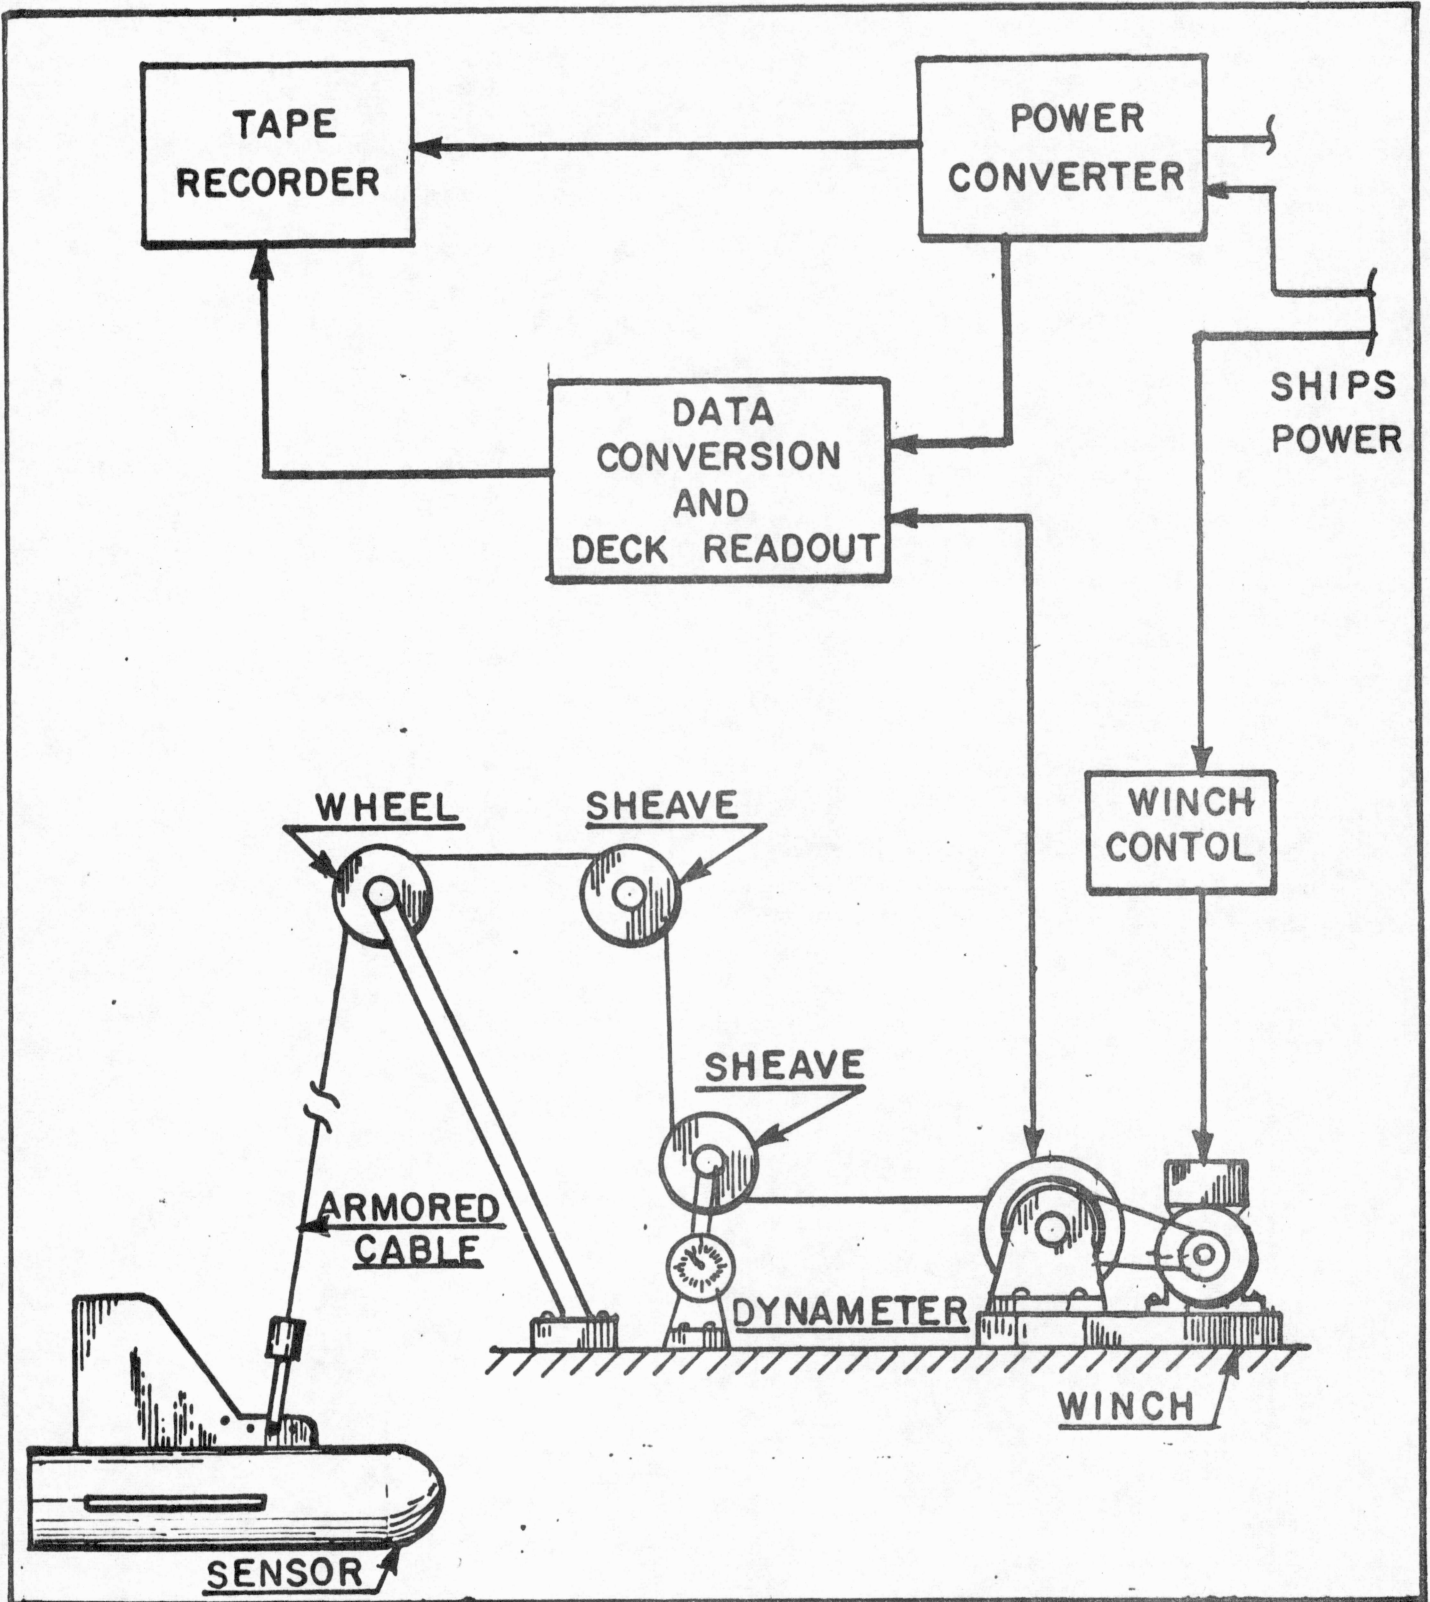 TAPE
RECORDER
POWER
CONVERTER
SHIPS
POWER
DATA
CONVERSION
AND
DECK READOUT
WINCH
CONTOL
WHEEL
SHEAVE
SHEAVE
ARMORED
CABLE
DYNAMETER
WINCH
SENSOR